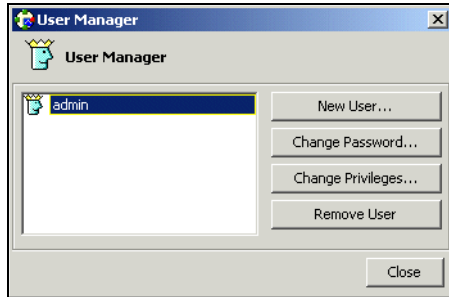 User Manager
User Manager
admin
New User...
Change Password...
Change Privileges...
Remove User
Close